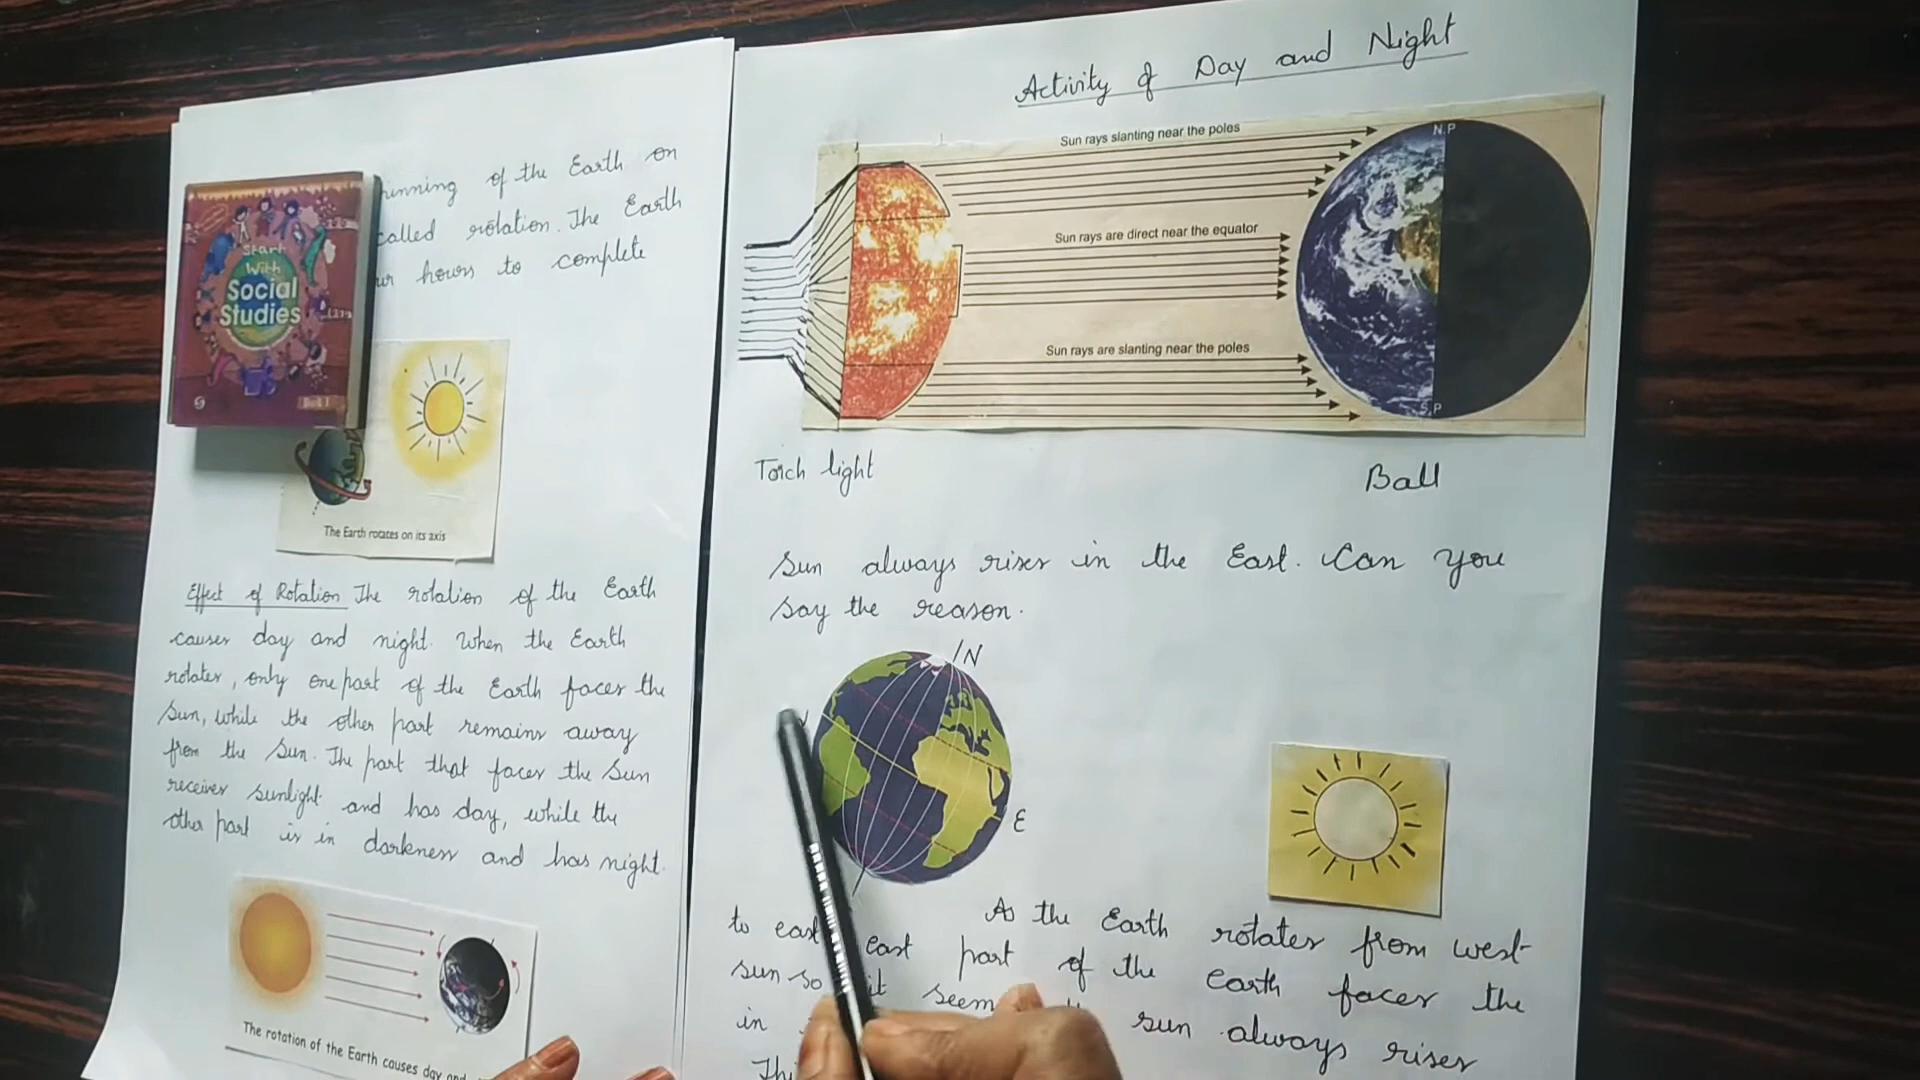 unning of the Earth on
called rotation. The Earth
ur hours to complete
Start
With
Social
Studies
The Earth rotates on its axis
Effect of Rotation The rotation of the Earth
causes day and night. When the Earth
rotates, only one part of the Earth faces the
Sun, while the other part remains away
from the Sun. The part that faces the Sun
receives sunlight and has day, while the
other part is in darkness and has night.
The rotation of the Earth causes day and
Activity of Day and Night
Sun rays slanting near the poles
N.P
Sun rays are direct near the equator
Sun rays are slanting near the poles
S.P
Torch light
Ball
Sun always rises in the East. Can you
say the reason.
N
E
As the Earth rotates from west
to east east part of the Earth faces the
sun so it seem sun always rises
in